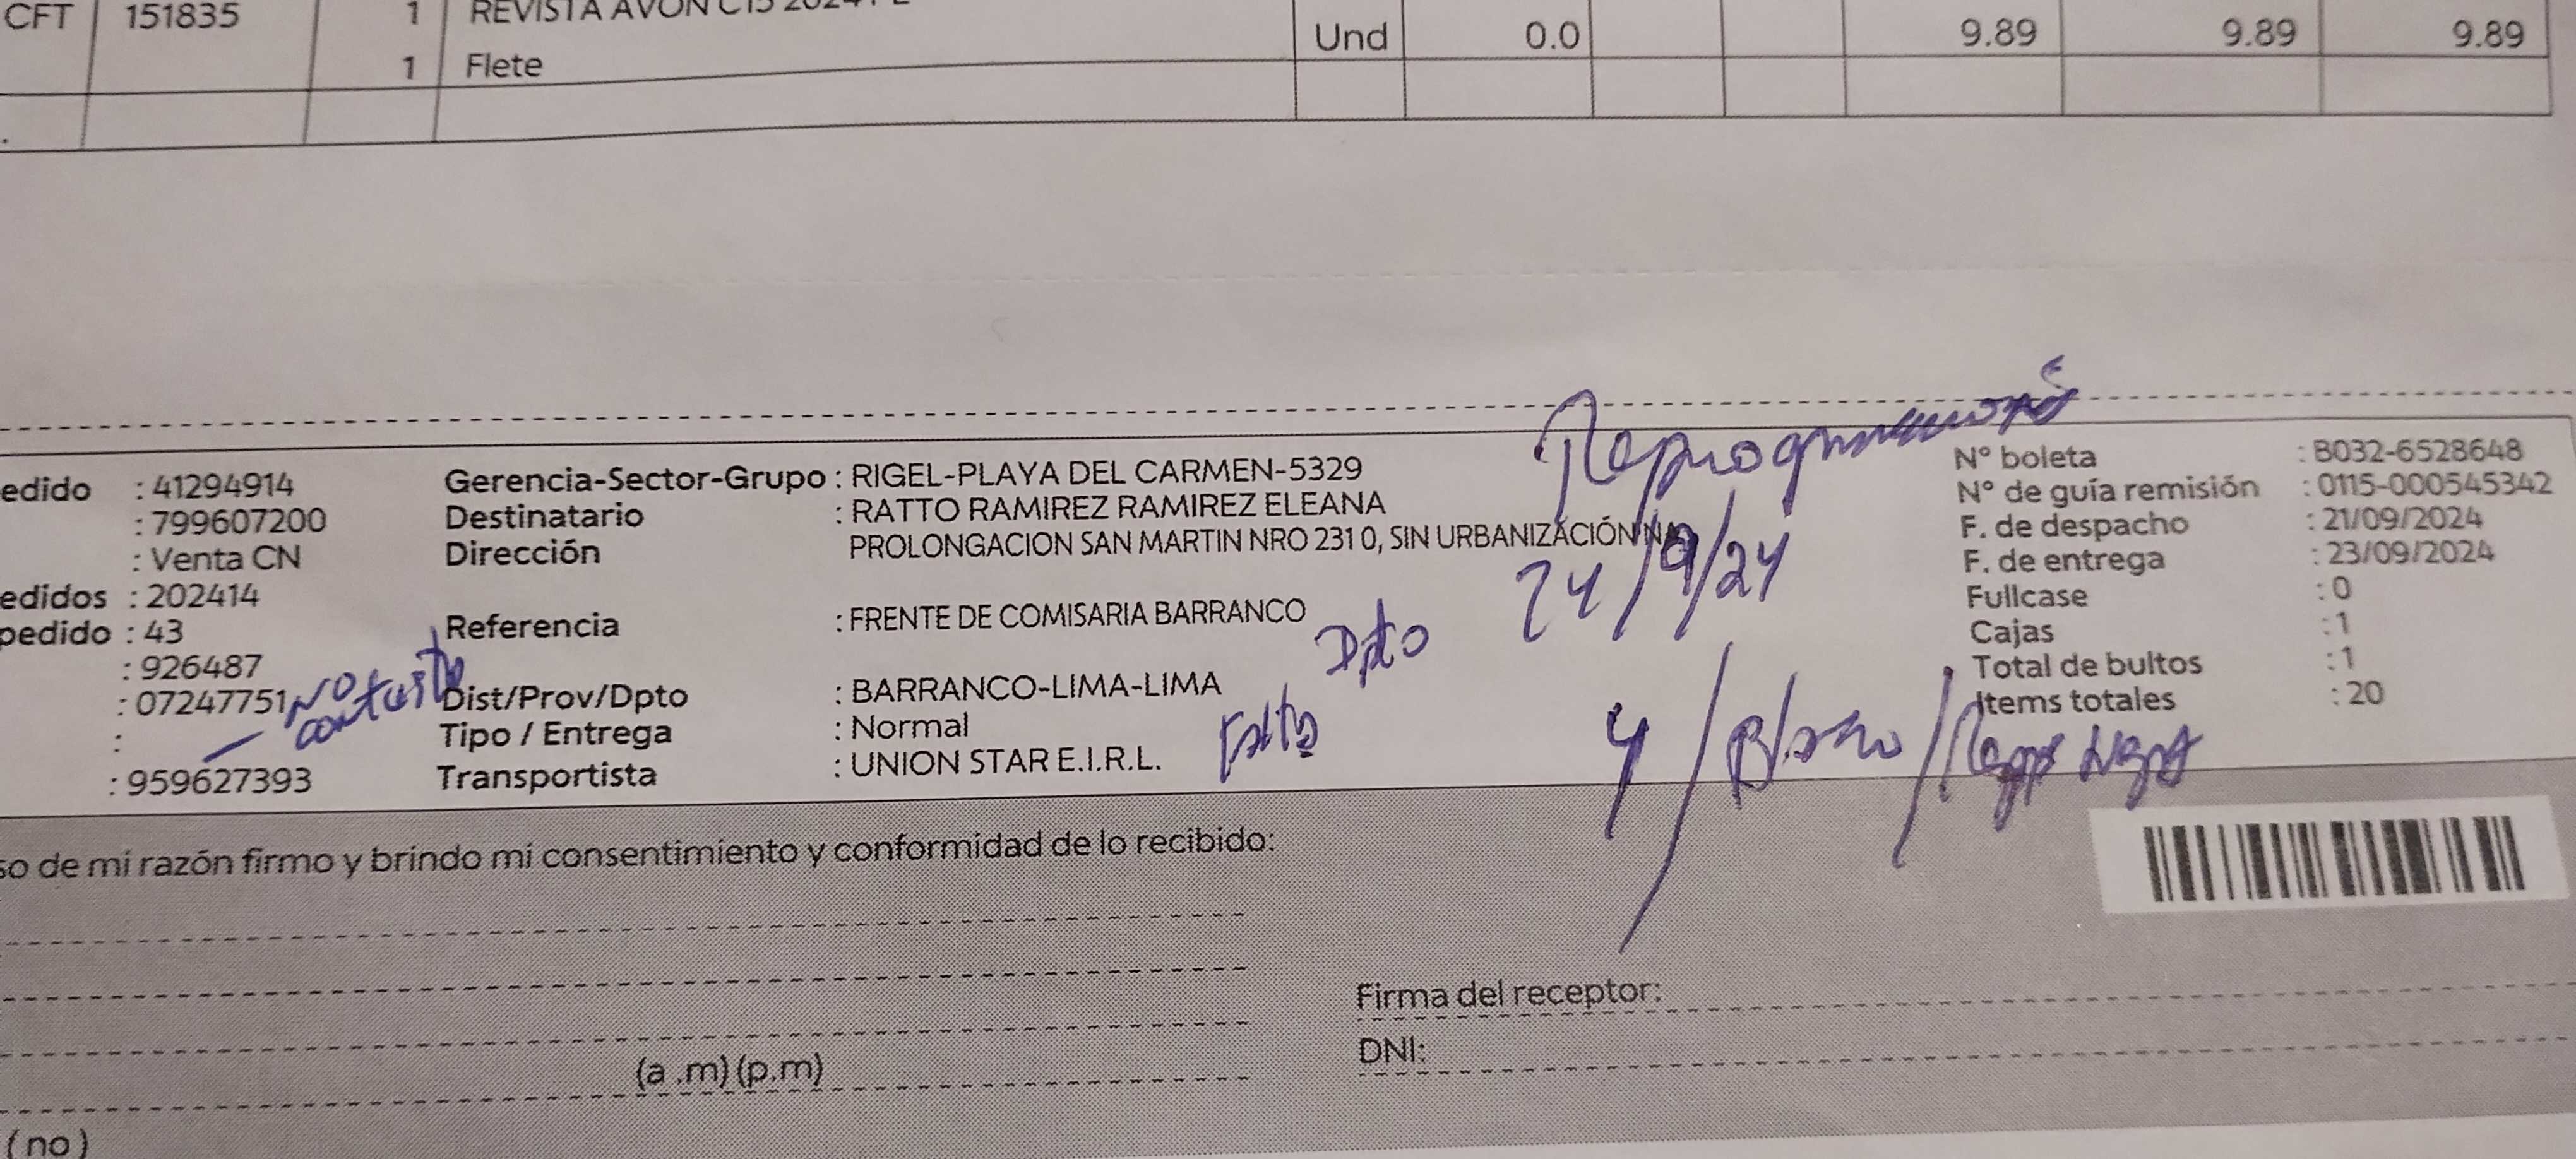 CFT 151835 1 REVISTA AVON C15 2024
1 Flete Und 0.0 9.89 9.89 9.89
edido : 41294914
: 799607200
: Venta CN
edidos : 202414
pedido : 43
: 926487
: 07247751
:
: 959627393
NO
contesto
Gerencia-Sector-Grupo : RIGEL-PLAYA DEL CARMEN-5329
Destinatario : RATTO RAMIREZ RAMIREZ ELEANA
Dirección PROLONGACION SAN MARTIN NRO 231 0, SIN URBANIZACIÓN NA
Referencia : FRENTE DE COMISARIA BARRANCO
Dist/Prov/Dpto : BARRANCO-LIMA-LIMA
Tipo / Entrega : Normal
Transportista : UNION STAR E.I.R.L.
24/9/24
Dpto
Falta
4/Blanco/
N° boleta : B032-6528648
N° de guía remisión : 0115-000545342
F. de despacho : 21/09/2024
F. de entrega : 23/09/2024
Fullcase : 0
Cajas : 1
Total de bultos : 1
Items totales : 20
so de mi razón firmo y brindo mi consentimiento y conformidad de lo recibido:
Firma del receptor:
DNI:
(a .m) (p.m)
(no)